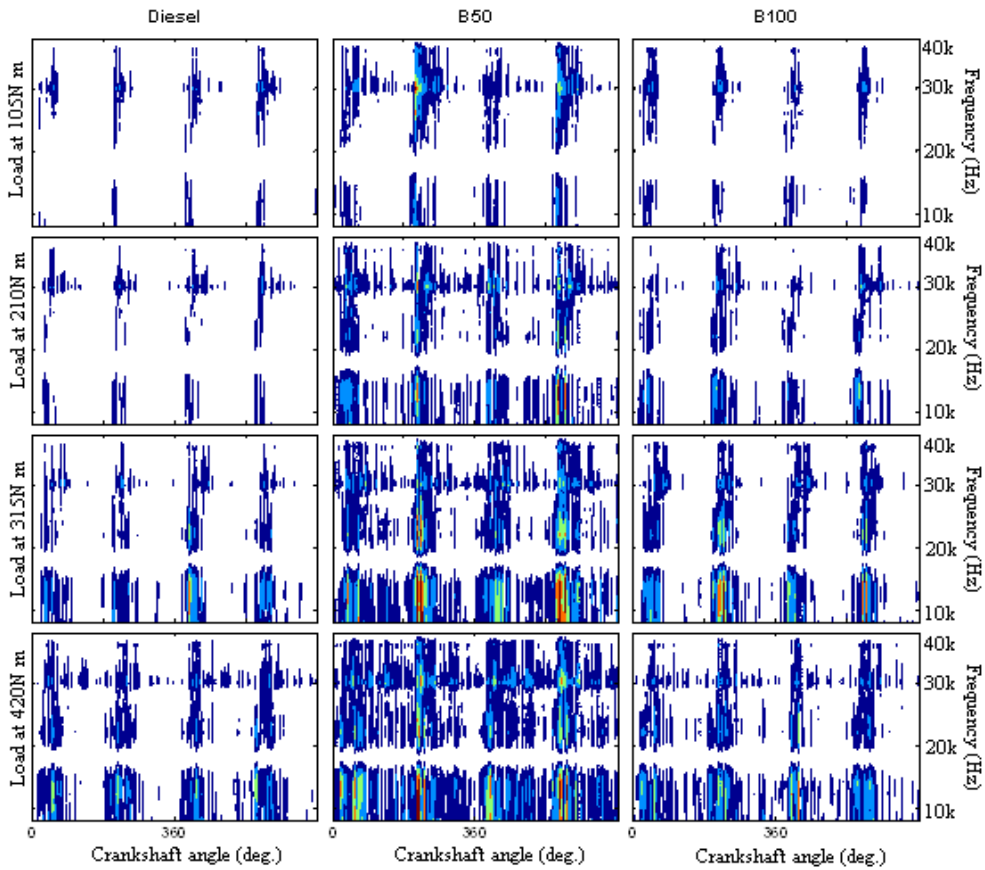 Diesel B50 B100
Load at 105N m
40k
30k
20k
10k
Frequency (Hz)
Load at 210N m
40k
30k
20k
10k
Frequency (Hz)
Load at 315N m
40k
30k
20k
10k
Frequency (Hz)
Load at 420N m
40k
30k
20k
10k
Frequency (Hz)
0 360 0 360 0 360
Crankshaft angle (deg.) Crankshaft angle (deg.) Crankshaft angle (deg.)